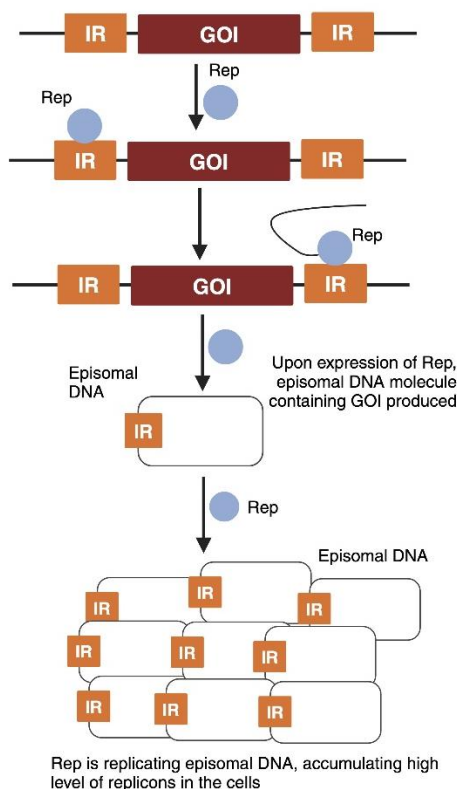 IR GOI IR
Rep
Rep
IR GOI IR
Rep
IR GOI IR
Upon expression of Rep,
episomal DNA molecule
containing GOI produced
Episomal
DNA
IR
Rep
Episomal DNA
IR
IR
IR
IR
IR
IR
IR
IR
IR
Rep is replicating episomal DNA, accumulating high
level of replicons in the cells